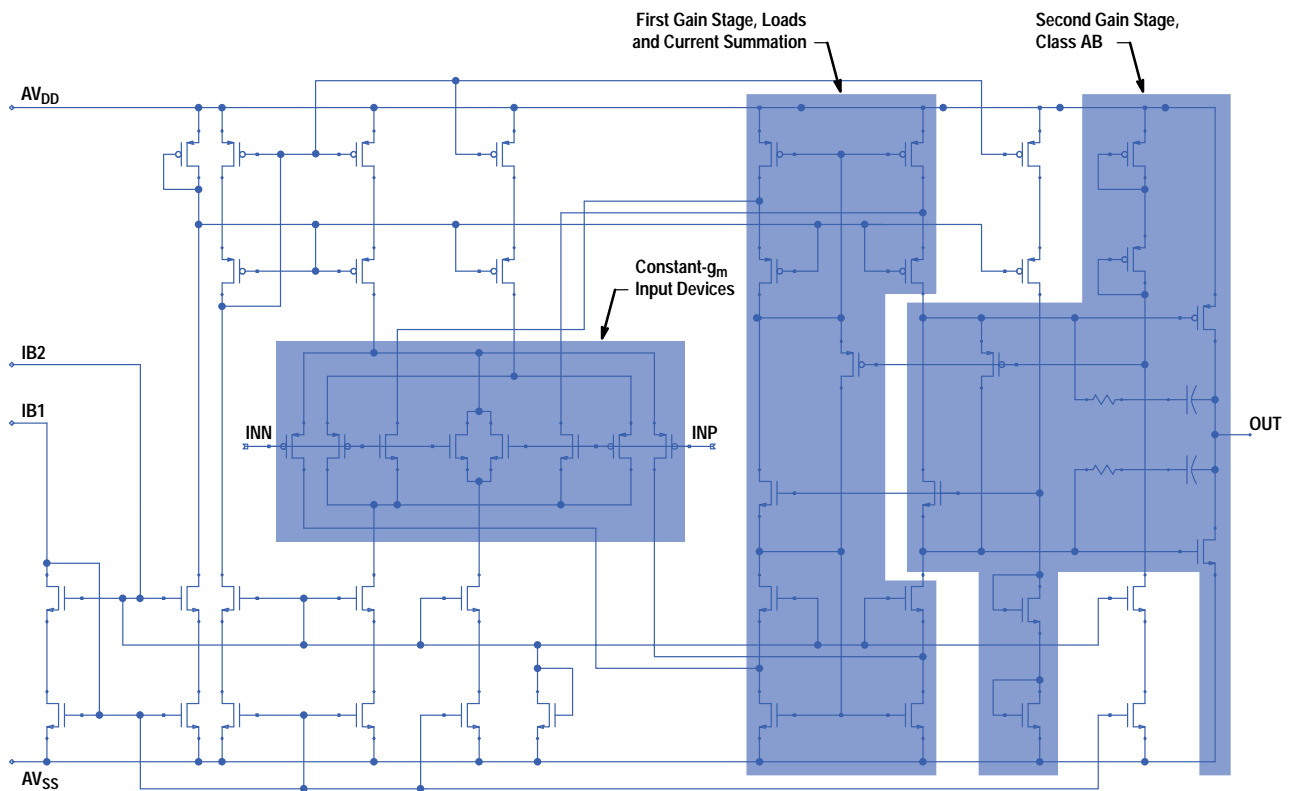 First Gain Stage, Loads
and Current Summation
Second Gain Stage,
Class AB
AVDD
Constant-gm
Input Devices
IB2
IB1
INN
INP
OUT
AVSS